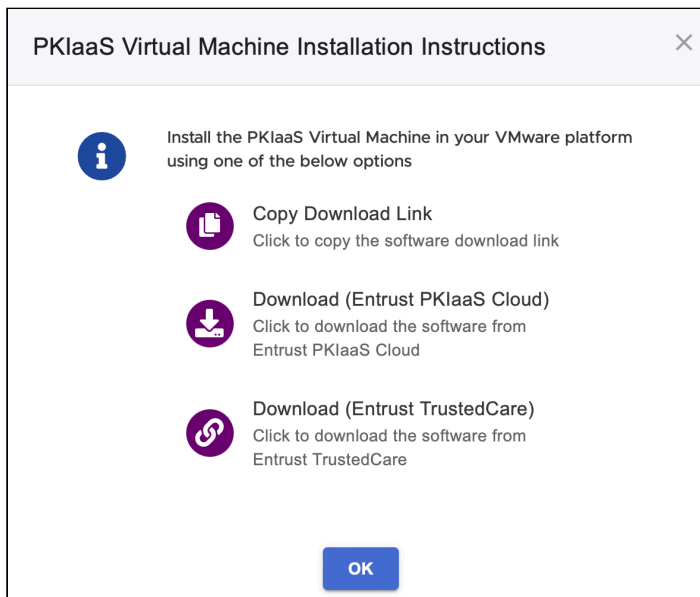 PKIaaS Virtual Machine Installation Instructions
Install the PKIaaS Virtual Machine in your VMware platform
using one of the below options
Copy Download Link
Click to copy the software download link
Download (Entrust PKIaaS Cloud)
Click to download the software from
Entrust PKIaaS Cloud
Download (Entrust TrustedCare)
Click to download the software from
Entrust TrustedCare
OK